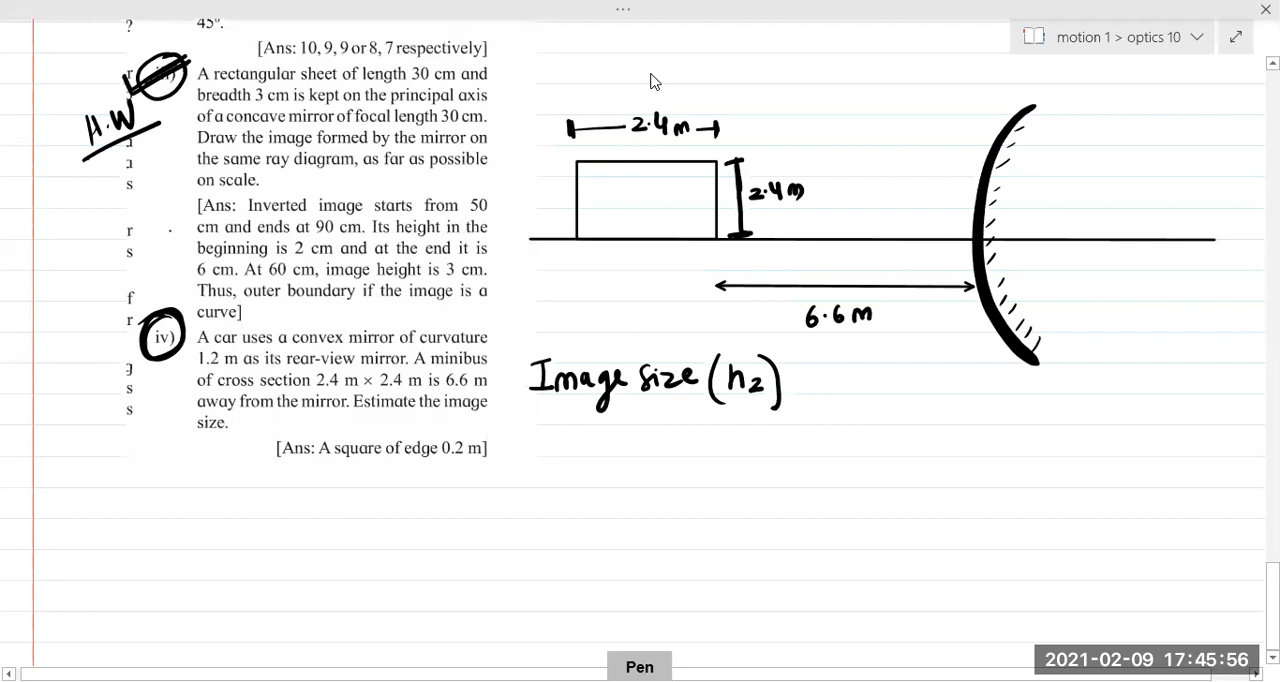 motion 1 > optics 10
?
45°.
[Ans: 10, 9, 9 or 8, 7 respectively]
r
A rectangular sheet of length 30 cm and
breadth 3 cm is kept on the principal axis
of a concave mirror of focal length 30 cm.
Draw the image formed by the mirror on
the same ray diagram, as far as possible
on scale.
[Ans: Inverted image starts from 50
cm and ends at 90 cm. Its height in the
beginning is 2 cm and at the end it is
6 cm. At 60 cm, image height is 3 cm.
Thus, outer boundary if the image is a
curve]
iv) A car uses a convex mirror of curvature
1.2 m as its rear-view mirror. A minibus
of cross section 2.4 m × 2.4 m is 6.6 m
away from the mirror. Estimate the image
size.
[Ans: A square of edge 0.2 m]
H.W
s
r
s
f
r
g
s
s
2.4 m
2.4 m
6.6 m
Image size (h2)
Pen
2021-02-09 17:45:56